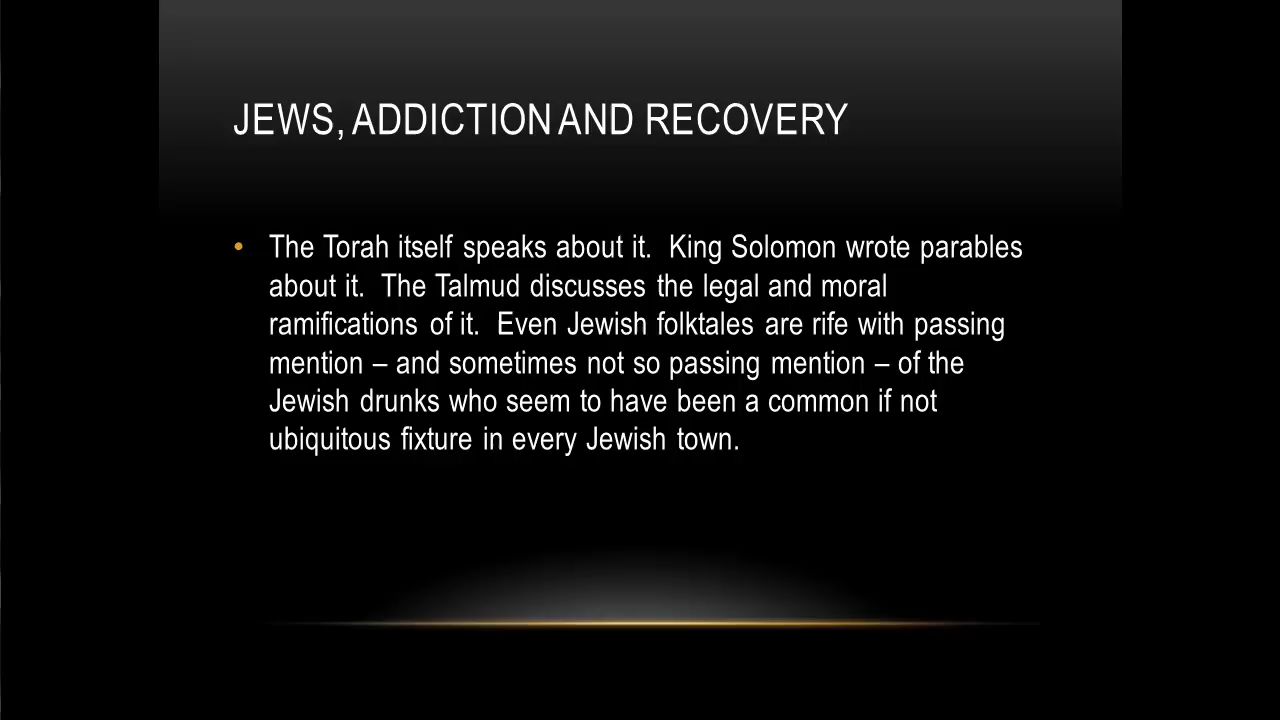 JEWS, ADDICTION AND RECOVERY
• The Torah itself speaks about it.  King Solomon wrote parables
about it.  The Talmud discusses the legal and moral
ramifications of it.  Even Jewish folktales are rife with passing
mention – and sometimes not so passing mention – of the
Jewish drunks who seem to have been a common if not
ubiquitous fixture in every Jewish town.